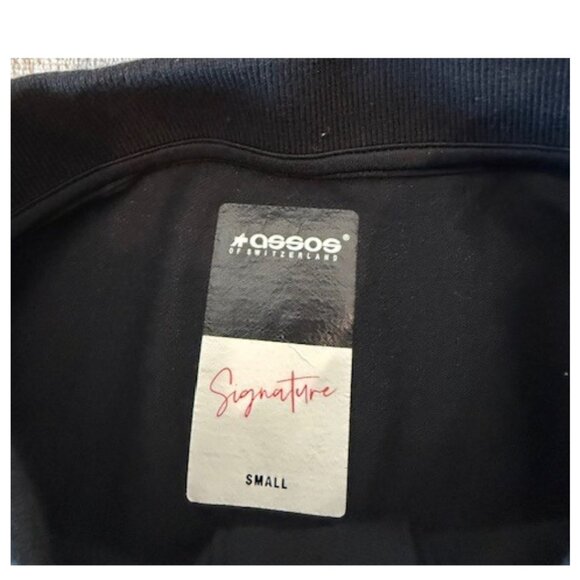 assos®
OF SWITZERLAND
Signature
SMALL